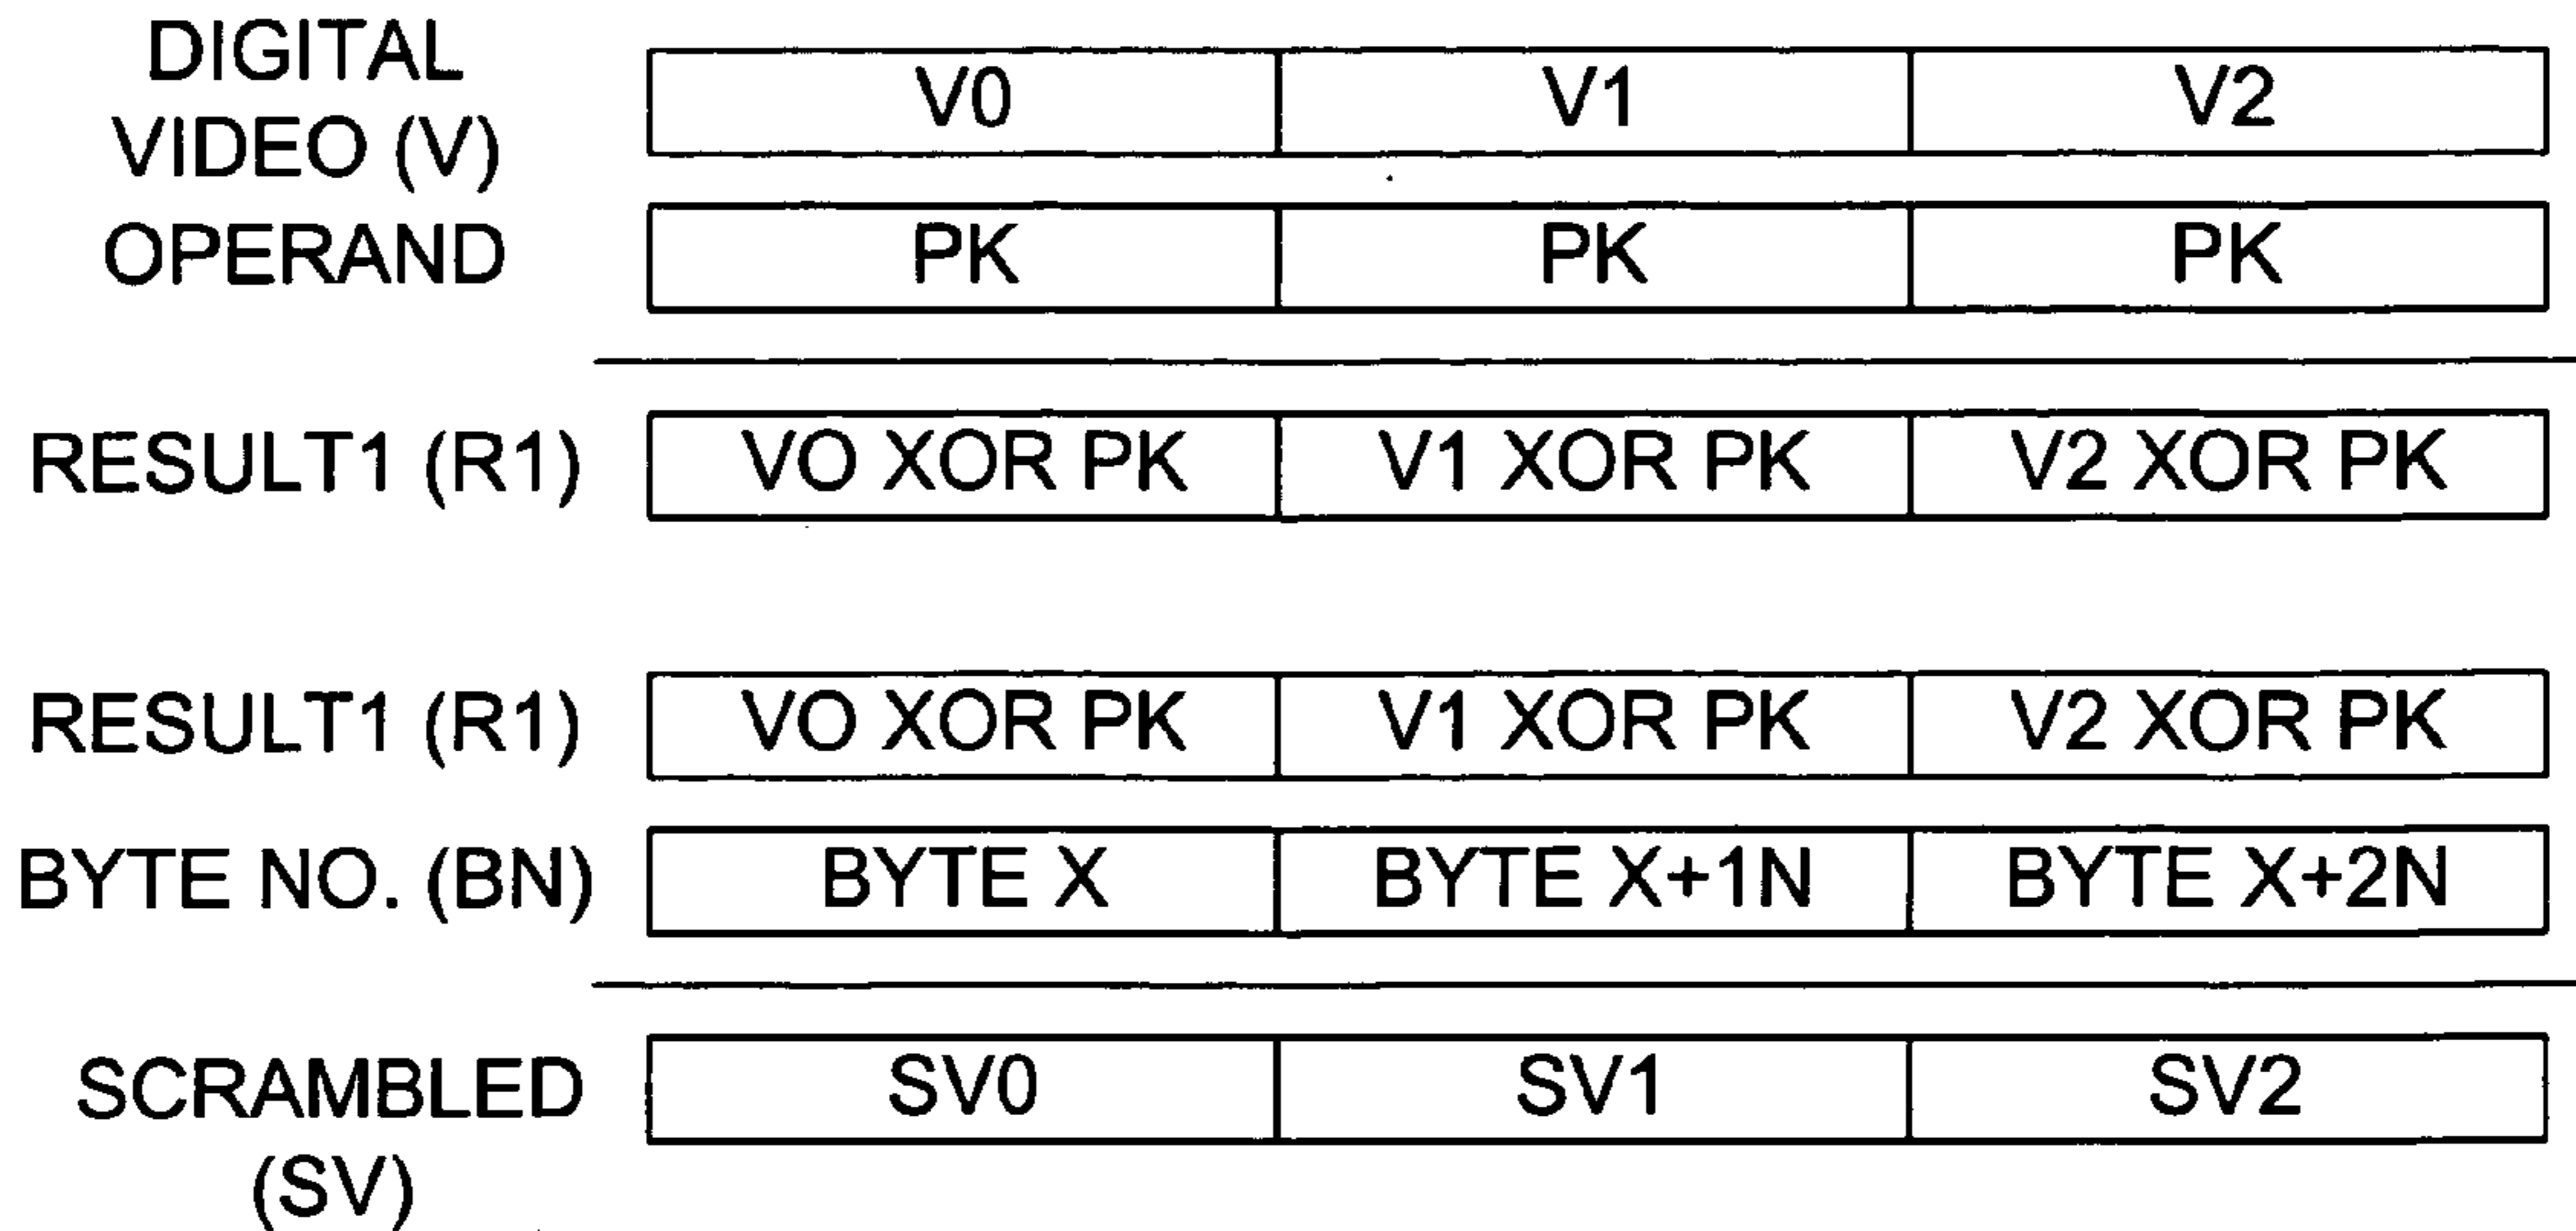 DIGITAL
VIDEO (V)
V0 V1 V2
OPERAND PK PK PK
RESULT1 (R1) VO XOR PK V1 XOR PK V2 XOR PK
RESULT1 (R1) VO XOR PK V1 XOR PK V2 XOR PK
BYTE NO. (BN) BYTE X BYTE X+1N BYTE X+2N
SCRAMBLED
(SV)
SV0 SV1 SV2